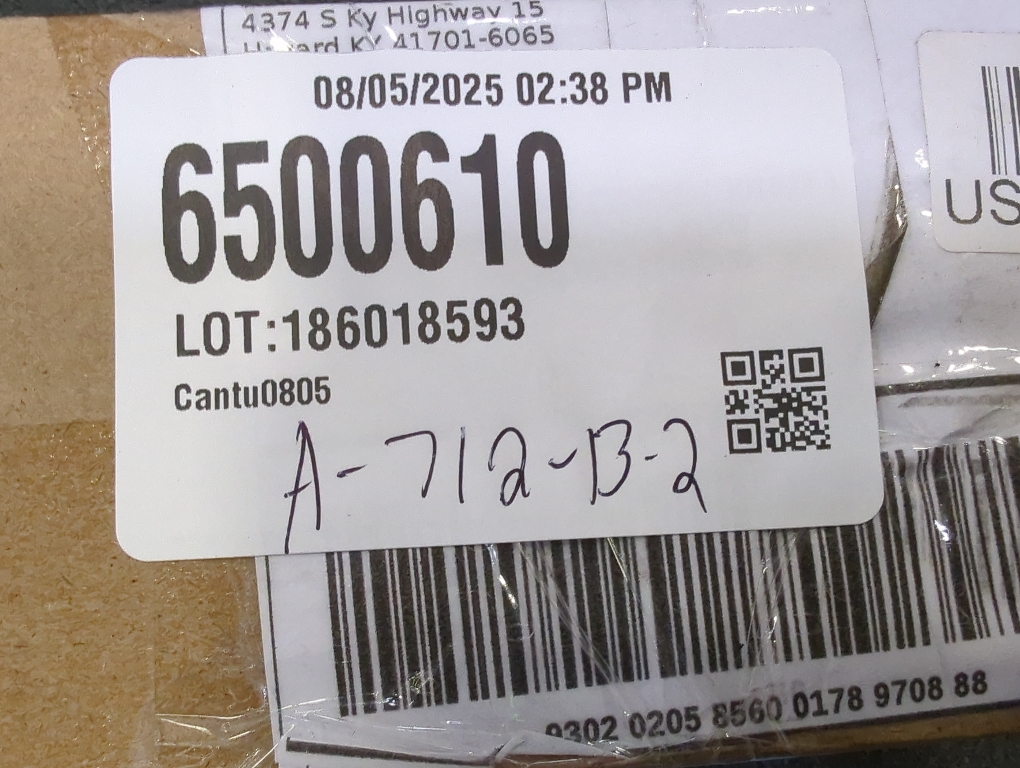 4374 S Ky Highway 15
KY 41701-6065
08/05/2025 02:38 PM
6500610
LOT:186018593
Cantu0805
A-712-B-2
US
9302 0205 8560 0178 9708 88